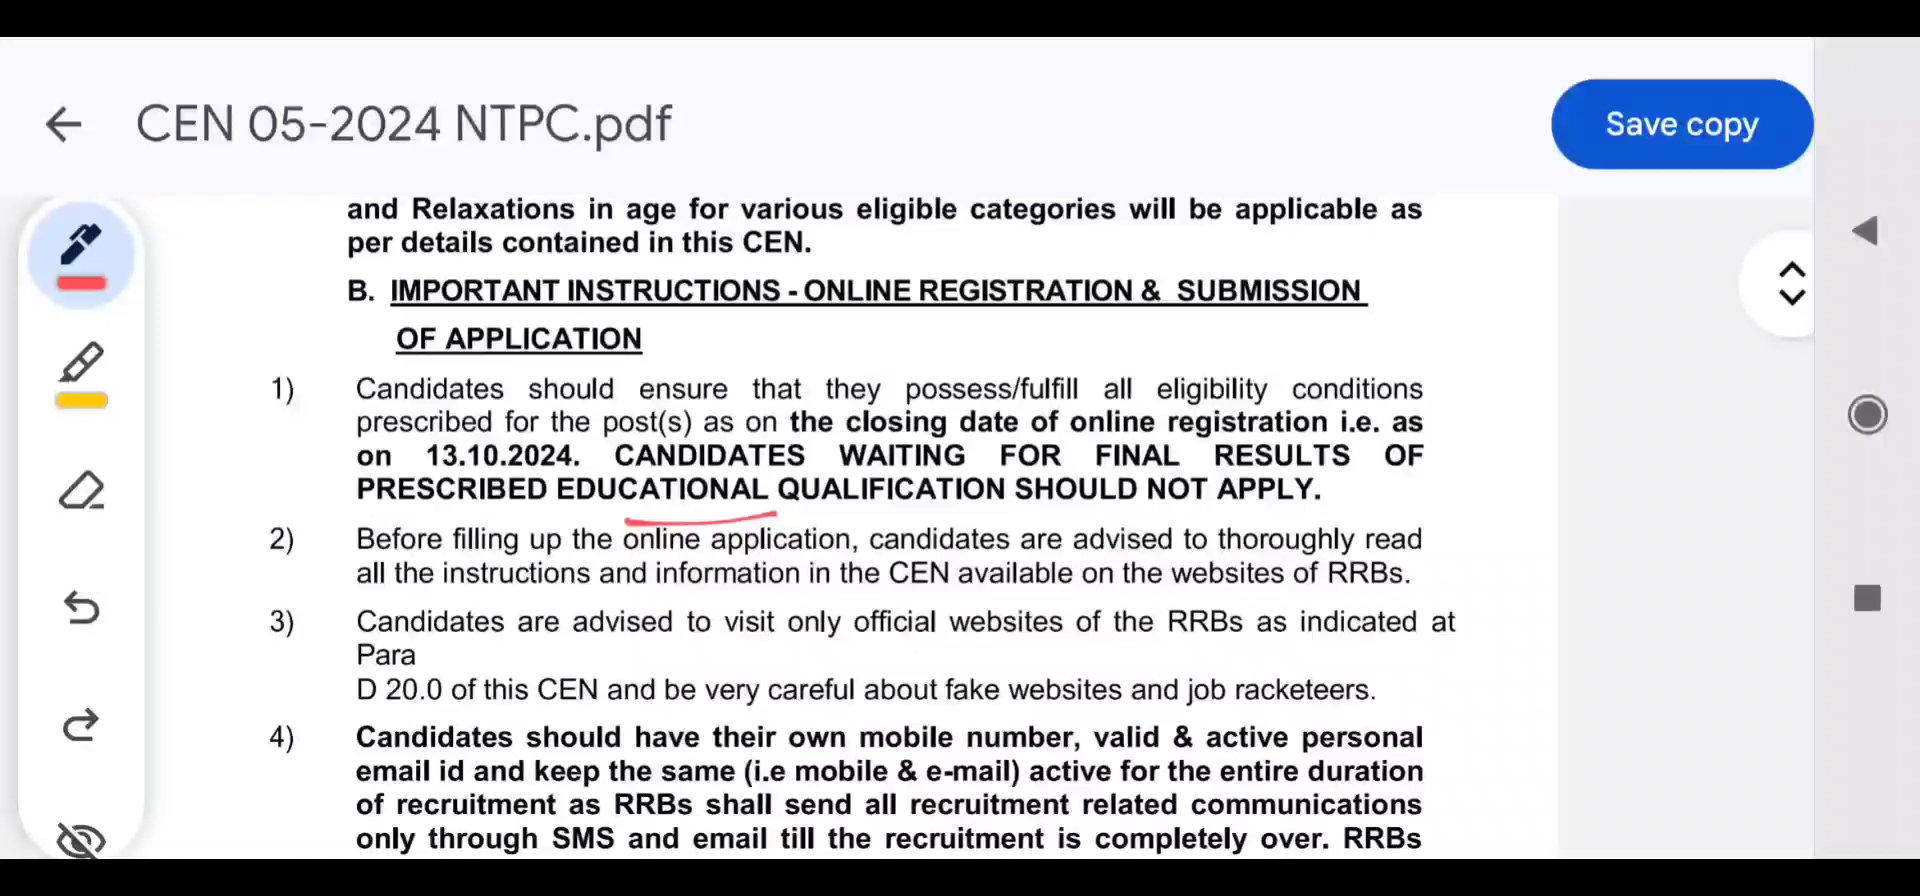 CEN 05-2024 NTPC.pdf
Save copy
and Relaxations in age for various eligible categories will be applicable as
per details contained in this CEN.
B. IMPORTANT INSTRUCTIONS - ONLINE REGISTRATION & SUBMISSION
OF APPLICATION
1) Candidates should ensure that they possess/fulfill all eligibility conditions
prescribed for the post(s) as on the closing date of online registration i.e. as
on 13.10.2024. CANDIDATES WAITING FOR FINAL RESULTS OF
PRESCRIBED EDUCATIONAL QUALIFICATION SHOULD NOT APPLY.
2) Before filling up the online application, candidates are advised to thoroughly read
all the instructions and information in the CEN available on the websites of RRBs.
3) Candidates are advised to visit only official websites of the RRBs as indicated at
Para
D 20.0 of this CEN and be very careful about fake websites and job racketeers.
4) Candidates should have their own mobile number, valid & active personal
email id and keep the same (i.e mobile & e-mail) active for the entire duration
of recruitment as RRBs shall send all recruitment related communications
only through SMS and email till the recruitment is completely over. RRBs